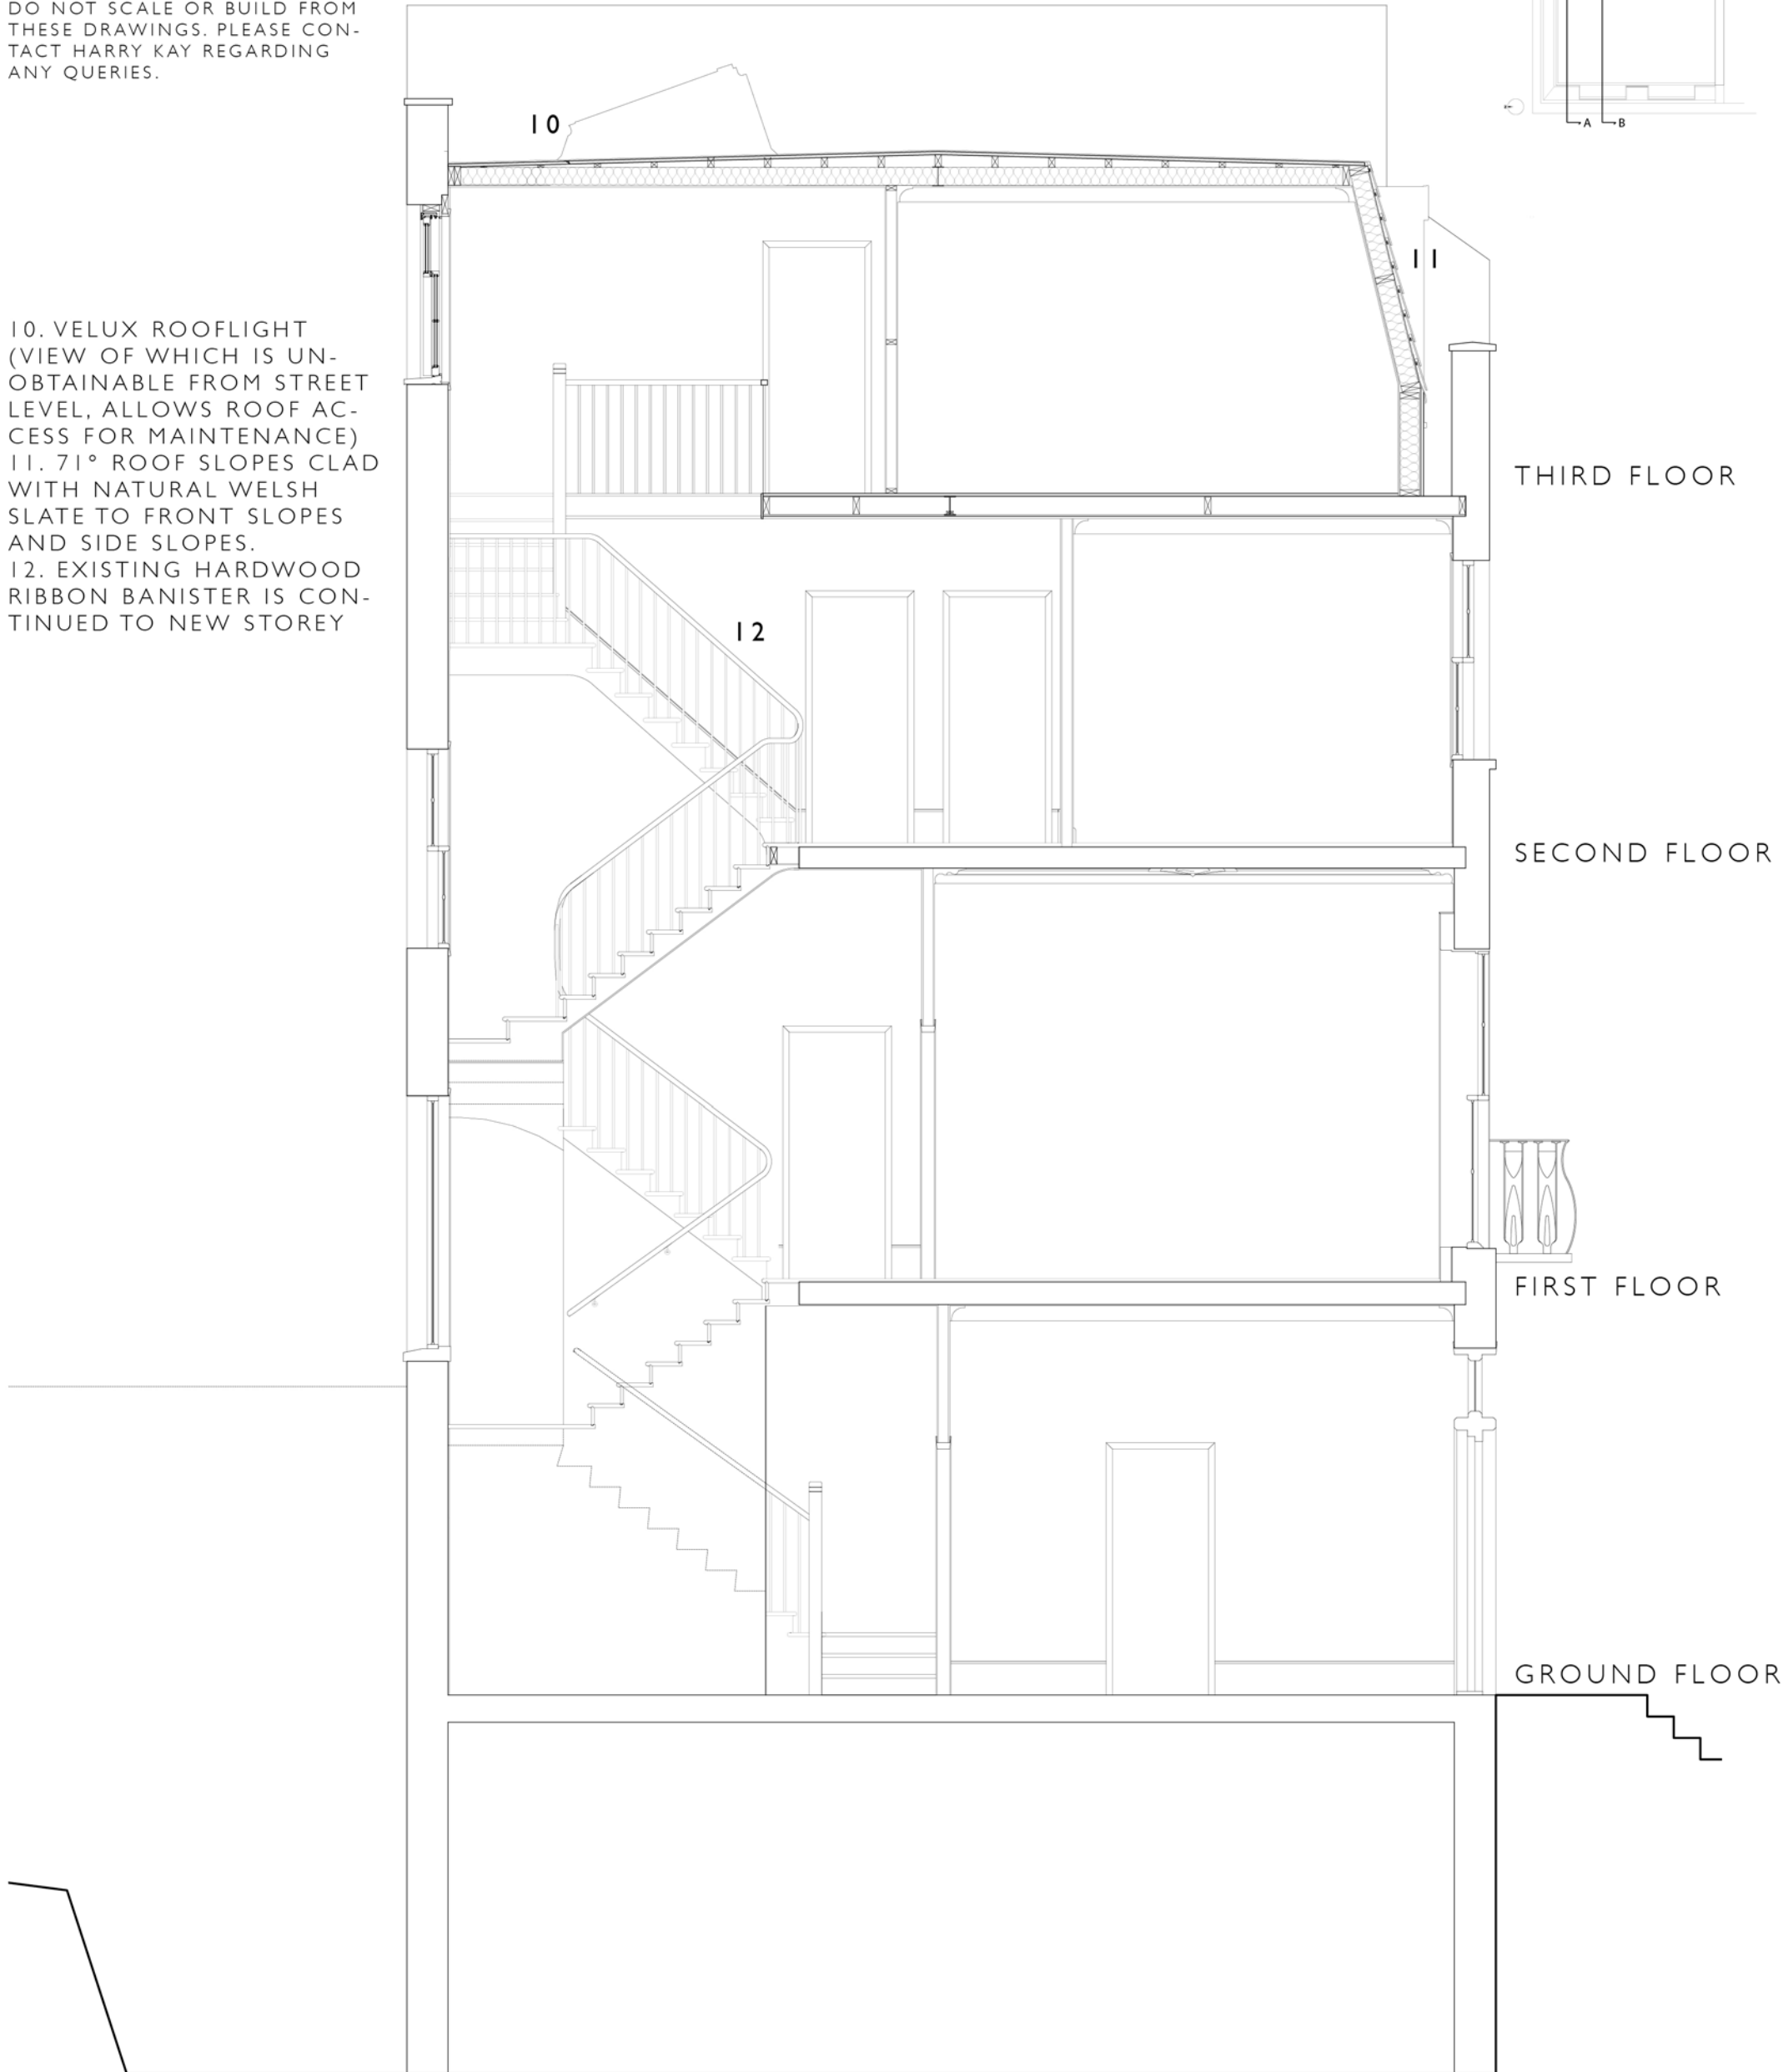 DO NOT SCALE OR BUILD FROM
THESE DRAWINGS. PLEASE CON-
TACT HARRY KAY REGARDING
ANY QUERIES.
A B
10
11
10. VELUX ROOFLIGHT
(VIEW OF WHICH IS UN-
OBTAINABLE FROM STREET
LEVEL, ALLOWS ROOF AC-
CESS FOR MAINTENANCE)
11. 71° ROOF SLOPES CLAD
WITH NATURAL WELSH
SLATE TO FRONT SLOPES
AND SIDE SLOPES.
12. EXISTING HARDWOOD
RIBBON BANISTER IS CON-
TINUED TO NEW STOREY
THIRD FLOOR
12
SECOND FLOOR
FIRST FLOOR
GROUND FLOOR